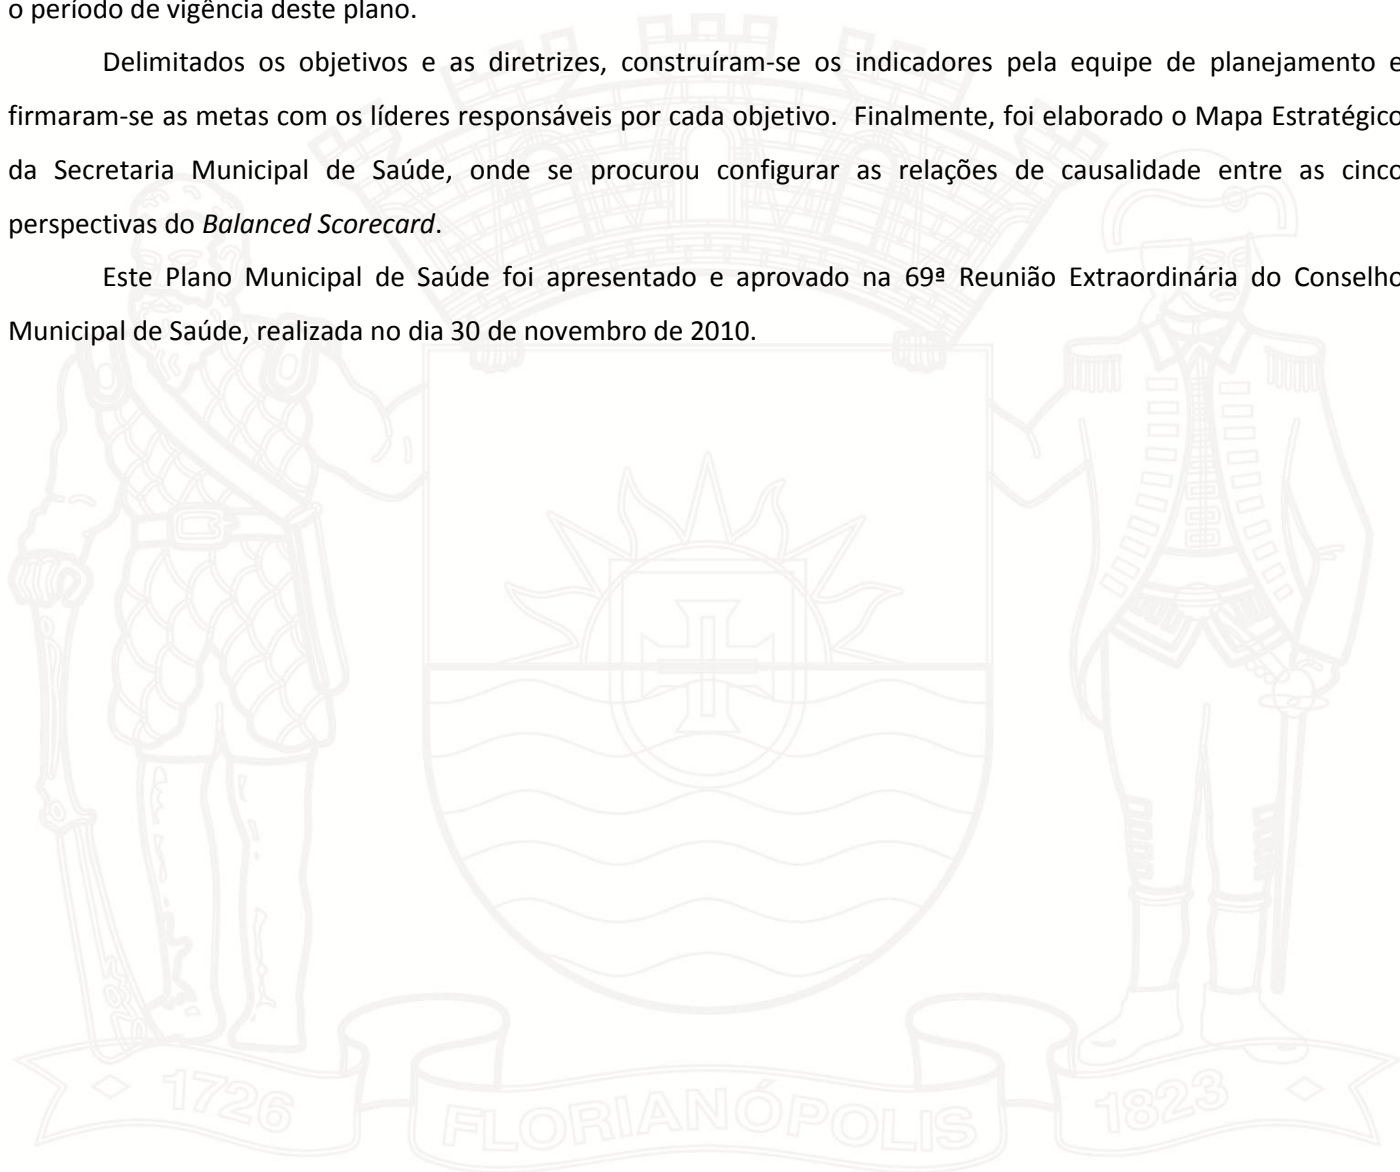 o período de vigência deste plano.
Delimitados os objetivos e as diretrizes, construíram-se os indicadores pela equipe de planejamento e
firmaram-se as metas com os líderes responsáveis por cada objetivo.  Finalmente, foi elaborado o Mapa Estratégico
da Secretaria Municipal de Saúde, onde se procurou configurar as relações de causalidade entre as cinco
perspectivas do Balanced Scorecard.
Este Plano Municipal de Saúde foi apresentado e aprovado na 69ª Reunião Extraordinária do Conselho
Municipal de Saúde, realizada no dia 30 de novembro de 2010.
1726
FLORIANÓPOLIS
1823